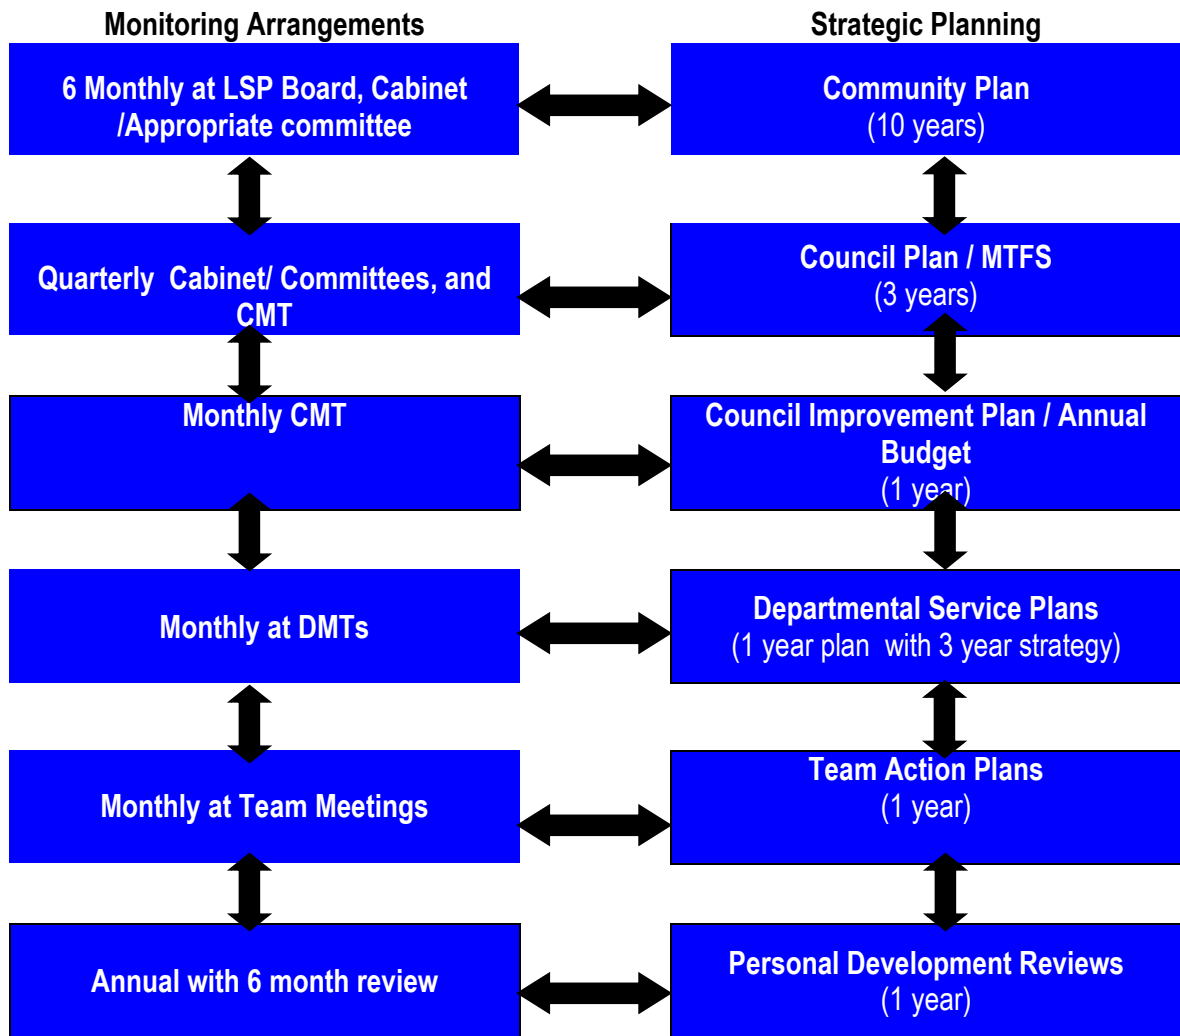 Monitoring Arrangements
Strategic Planning
6 Monthly at LSP Board, Cabinet
/Appropriate committee
Community Plan
(10 years)
Quarterly  Cabinet/ Committees, and
CMT
Council Plan / MTFS
(3 years)
Monthly CMT
Council Improvement Plan / Annual
Budget
(1 year)
Monthly at DMTs
Departmental Service Plans
(1 year plan  with 3 year strategy)
Monthly at Team Meetings
Team Action Plans
(1 year)
Annual with 6 month review
Personal Development Reviews
(1 year)